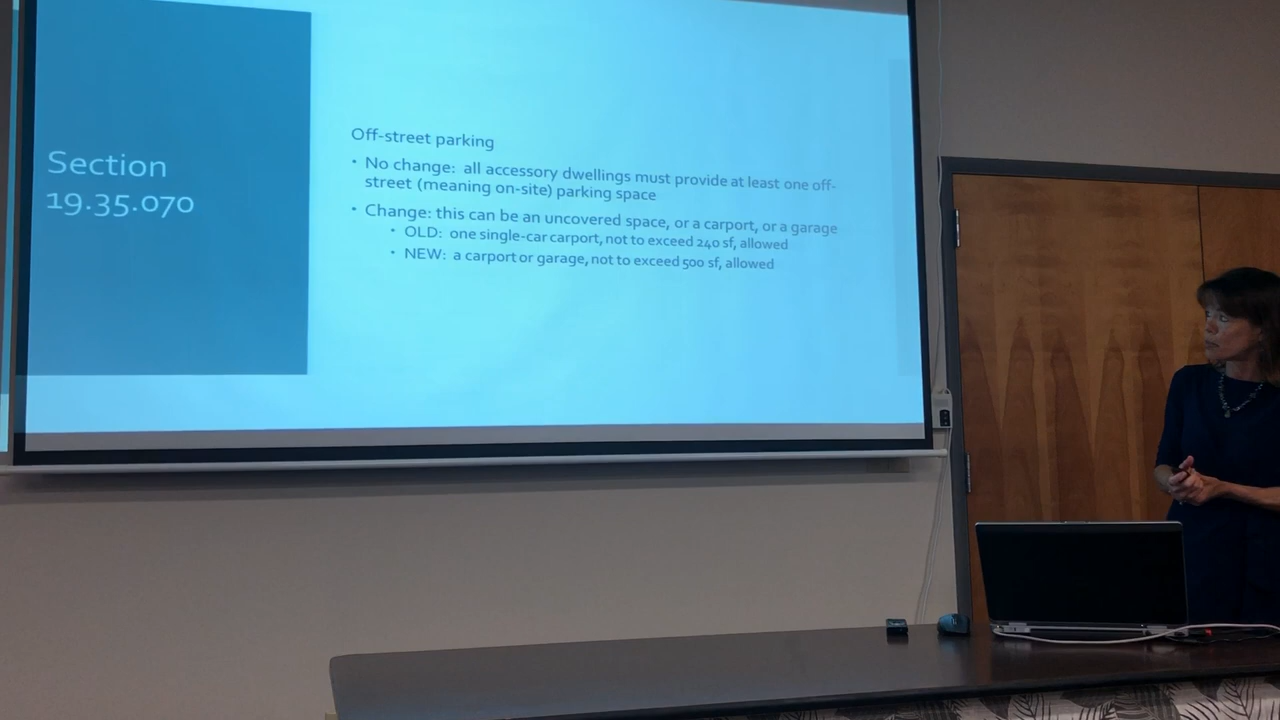 Section
19.35.070
Off-street parking
• No change: all accessory dwellings must provide at least one off-
street (meaning on-site) parking space
• Change: this can be an uncovered space, or a carport, or a garage
• OLD: one single-car carport, not to exceed 240 sf, allowed
• NEW: a carport or garage, not to exceed 500 sf, allowed